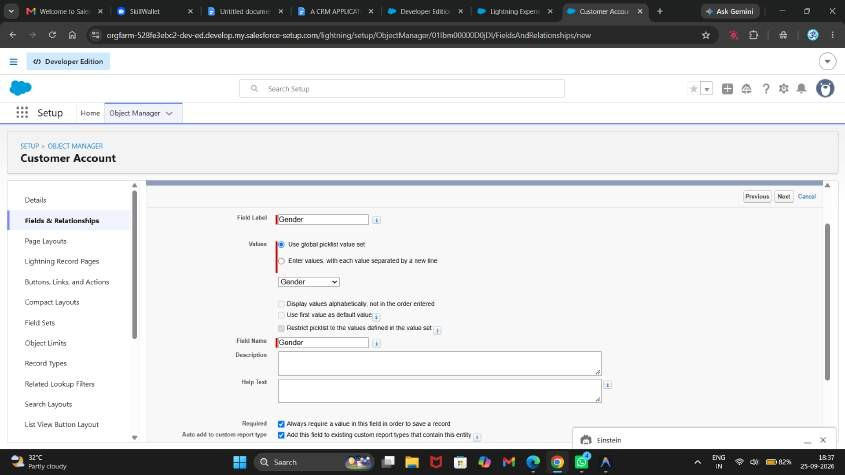 Welcome to Sales
SkillWallet
Untitled documen
A CRM APPLICAT
Developer Edition
Lightning Experie
Customer Accoun
Ask Gemini
orgfarm-528fe3ebc2-dev-ed.develop.my.salesforce-setup.com/lightning/setup/ObjectManager/01Ibm00000D0jDI/FieldsAndRelationships/new
Developer Edition
Search Setup
Setup
Home
Object Manager
SETUP > OBJECT MANAGER
Customer Account
Details
Fields & Relationships
Page Layouts
Lightning Record Pages
Buttons, Links, and Actions
Compact Layouts
Field Sets
Object Limits
Record Types
Related Lookup Filters
Search Layouts
List View Button Layout
Previous
Next
Cancel
Field Label
Gender
Values
Use global picklist value set
Enter values, with each value separated by a new line
Gender
Display values alphabetically, not in the order entered
Use first value as default value
Restrict picklist to the values defined in the value set
Field Name
Gender
Description
Help Text
Required
Always require a value in this field in order to save a record
Auto add to custom report type
Add this field to existing custom report types that contain this entity
Einstein
32°C
Partly cloudy
Search
ENG
IN
82%
18:37
25-09-2026